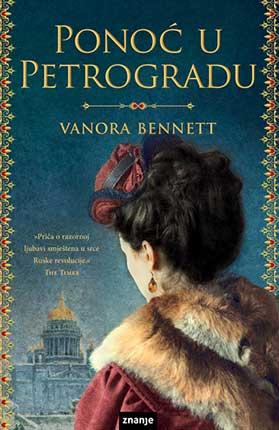 PONOĆ U
PETROGRADU
VANORA BENNETT
»Priča o razornoj
ljubavi smještena u srce
Ruske revolucije.«
THE TIMES
znanje